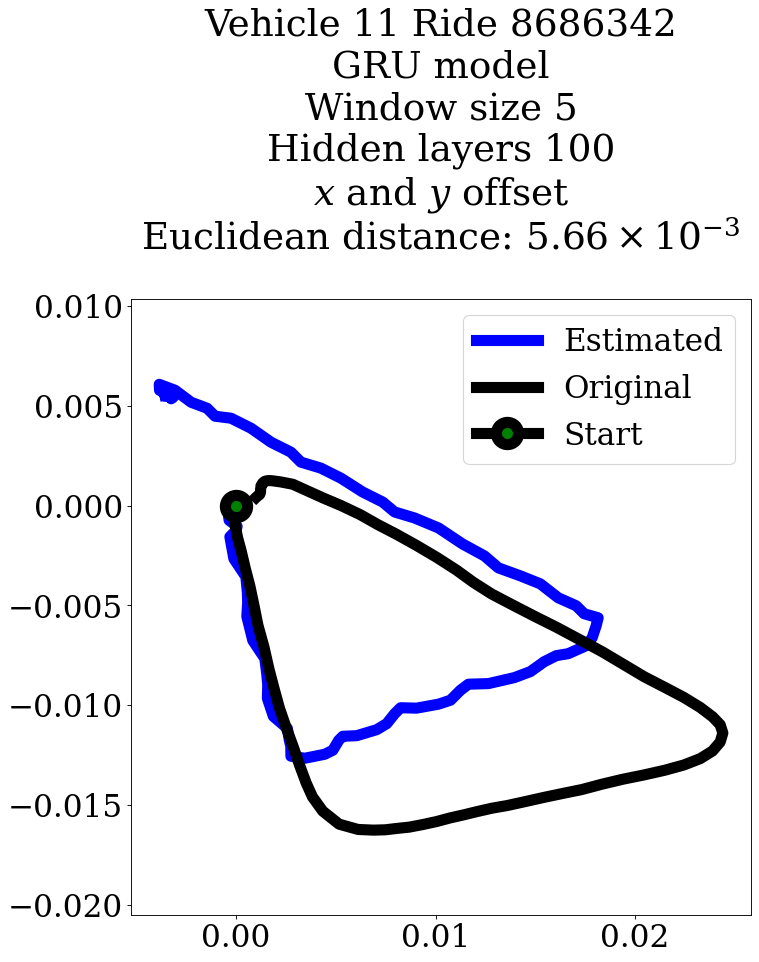 Vehicle 11 Ride 8686342
GRU model
Window size 5
Hidden layers 100
x and y offset
Euclidean distance: 5.66 × 10⁻³
0.010
0.005
0.000
−0.005
−0.010
−0.015
−0.020
Estimated
Original
Start
0.00
0.01
0.02